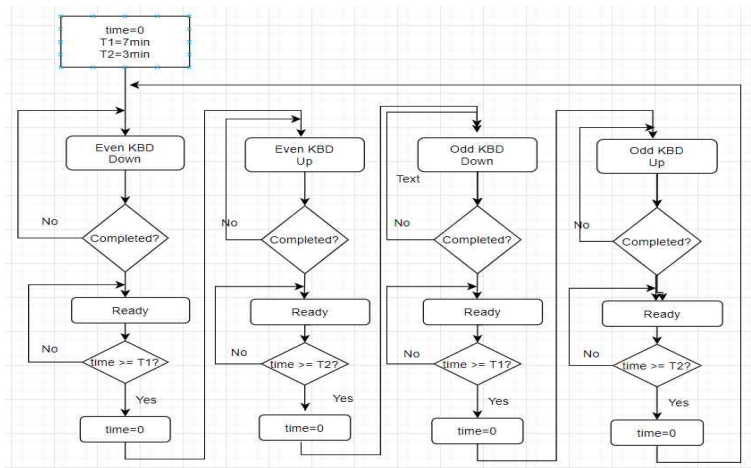 time=0
T1=7min
T2=3min
Even KBD
Down
No
Completed?
Ready
No
time >= T1?
Yes
time=0
Even KBD
Up
No
Completed?
Ready
No
time >= T2?
Yes
time=0
Odd KBD
Down
Text
No
Completed?
Ready
No
time >= T1?
Yes
time=0
Odd KBD
Up
No
Completed?
Ready
No
time >= T2?
Yes
time=0